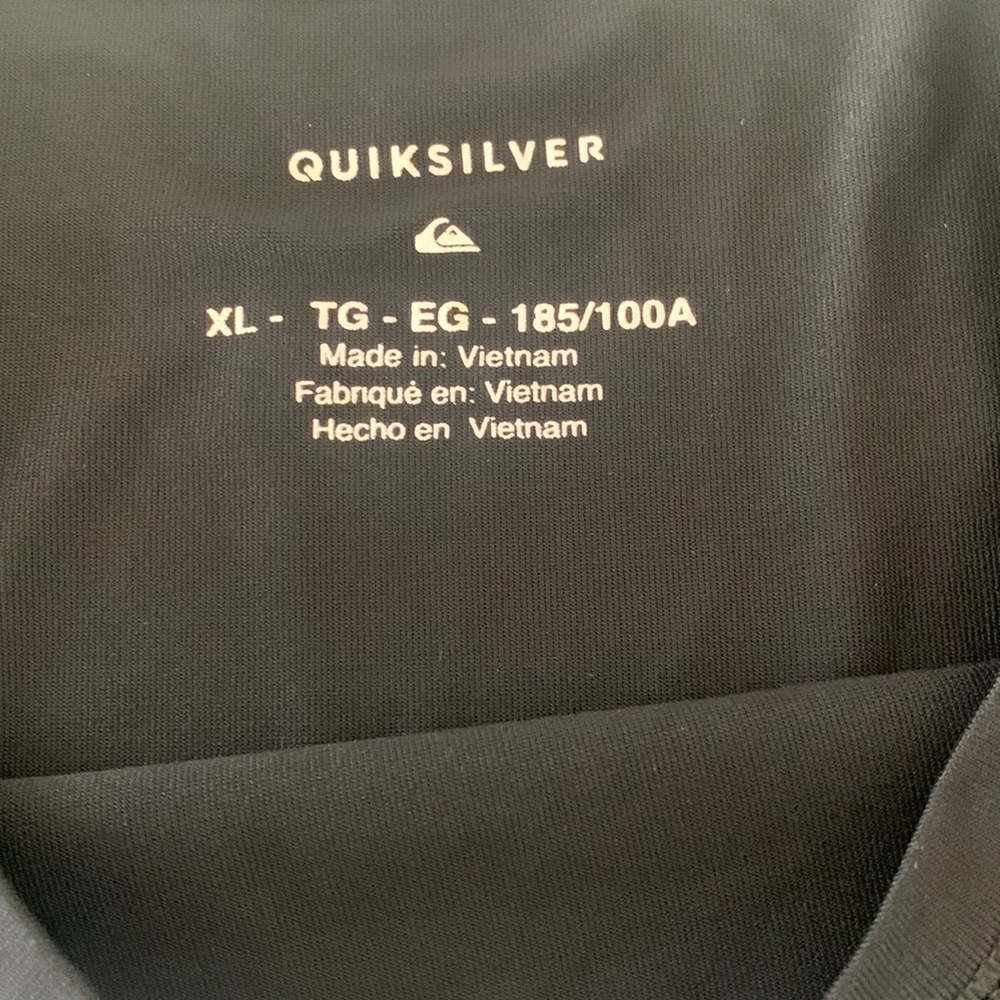 QUIKSILVER
XL - TG - EG - 185/100A
Made in: Vietnam
Fabriqué en: Vietnam
Hecho en Vietnam